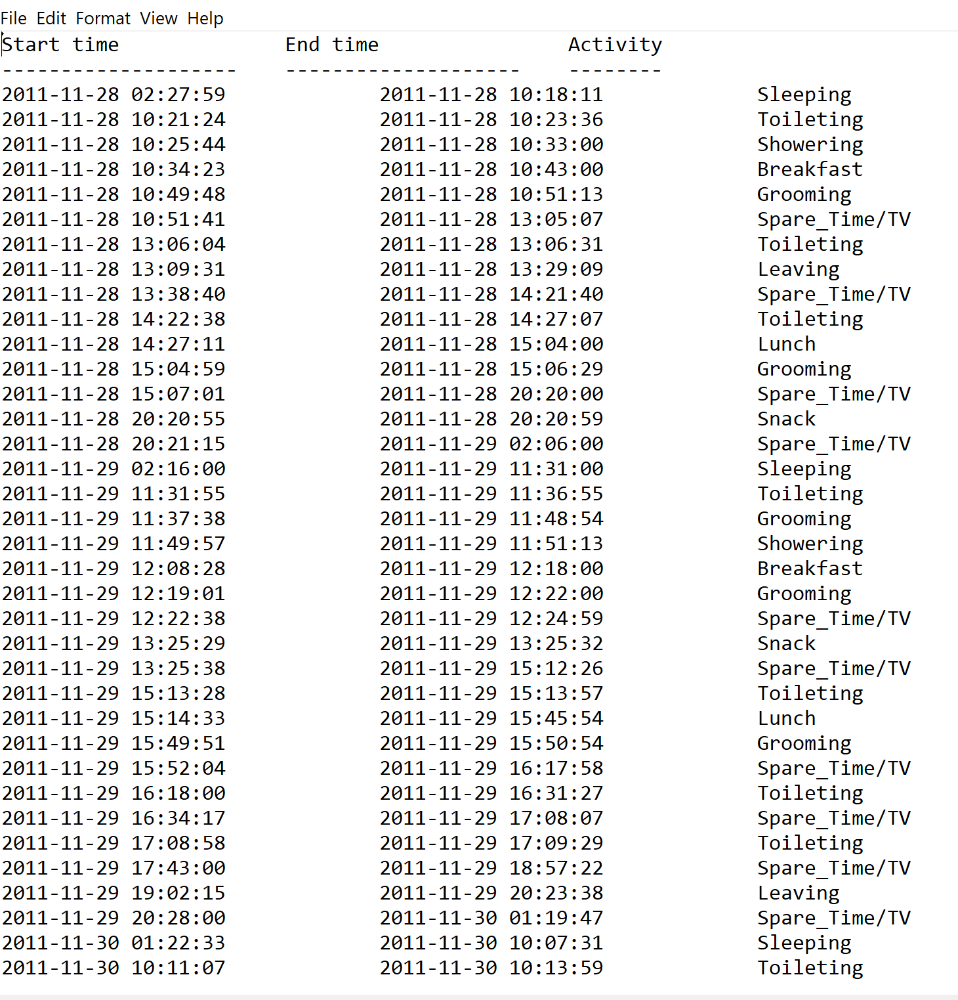 File Edit Format View Help
Start time End time Activity
-------------------- -------------------- --------
2011-11-28 02:27:59 2011-11-28 10:18:11 Sleeping
2011-11-28 10:21:24 2011-11-28 10:23:36 Toileting
2011-11-28 10:25:44 2011-11-28 10:33:00 Showering
2011-11-28 10:34:23 2011-11-28 10:43:00 Breakfast
2011-11-28 10:49:48 2011-11-28 10:51:13 Grooming
2011-11-28 10:51:41 2011-11-28 13:05:07 Spare_Time/TV
2011-11-28 13:06:04 2011-11-28 13:06:31 Toileting
2011-11-28 13:09:31 2011-11-28 13:29:09 Leaving
2011-11-28 13:38:40 2011-11-28 14:21:40 Spare_Time/TV
2011-11-28 14:22:38 2011-11-28 14:27:07 Toileting
2011-11-28 14:27:11 2011-11-28 15:04:00 Lunch
2011-11-28 15:04:59 2011-11-28 15:06:29 Grooming
2011-11-28 15:07:01 2011-11-28 20:20:00 Spare_Time/TV
2011-11-28 20:20:55 2011-11-28 20:20:59 Snack
2011-11-28 20:21:15 2011-11-29 02:06:00 Spare_Time/TV
2011-11-29 02:16:00 2011-11-29 11:31:00 Sleeping
2011-11-29 11:31:55 2011-11-29 11:36:55 Toileting
2011-11-29 11:37:38 2011-11-29 11:48:54 Grooming
2011-11-29 11:49:57 2011-11-29 11:51:13 Showering
2011-11-29 12:08:28 2011-11-29 12:18:00 Breakfast
2011-11-29 12:19:01 2011-11-29 12:22:00 Grooming
2011-11-29 12:22:38 2011-11-29 12:24:59 Spare_Time/TV
2011-11-29 13:25:29 2011-11-29 13:25:32 Snack
2011-11-29 13:25:38 2011-11-29 15:12:26 Spare_Time/TV
2011-11-29 15:13:28 2011-11-29 15:13:57 Toileting
2011-11-29 15:14:33 2011-11-29 15:45:54 Lunch
2011-11-29 15:49:51 2011-11-29 15:50:54 Grooming
2011-11-29 15:52:04 2011-11-29 16:17:58 Spare_Time/TV
2011-11-29 16:18:00 2011-11-29 16:31:27 Toileting
2011-11-29 16:34:17 2011-11-29 17:08:07 Spare_Time/TV
2011-11-29 17:08:58 2011-11-29 17:09:29 Toileting
2011-11-29 17:43:00 2011-11-29 18:57:22 Spare_Time/TV
2011-11-29 19:02:15 2011-11-29 20:23:38 Leaving
2011-11-29 20:28:00 2011-11-30 01:19:47 Spare_Time/TV
2011-11-30 01:22:33 2011-11-30 10:07:31 Sleeping
2011-11-30 10:11:07 2011-11-30 10:13:59 Toileting